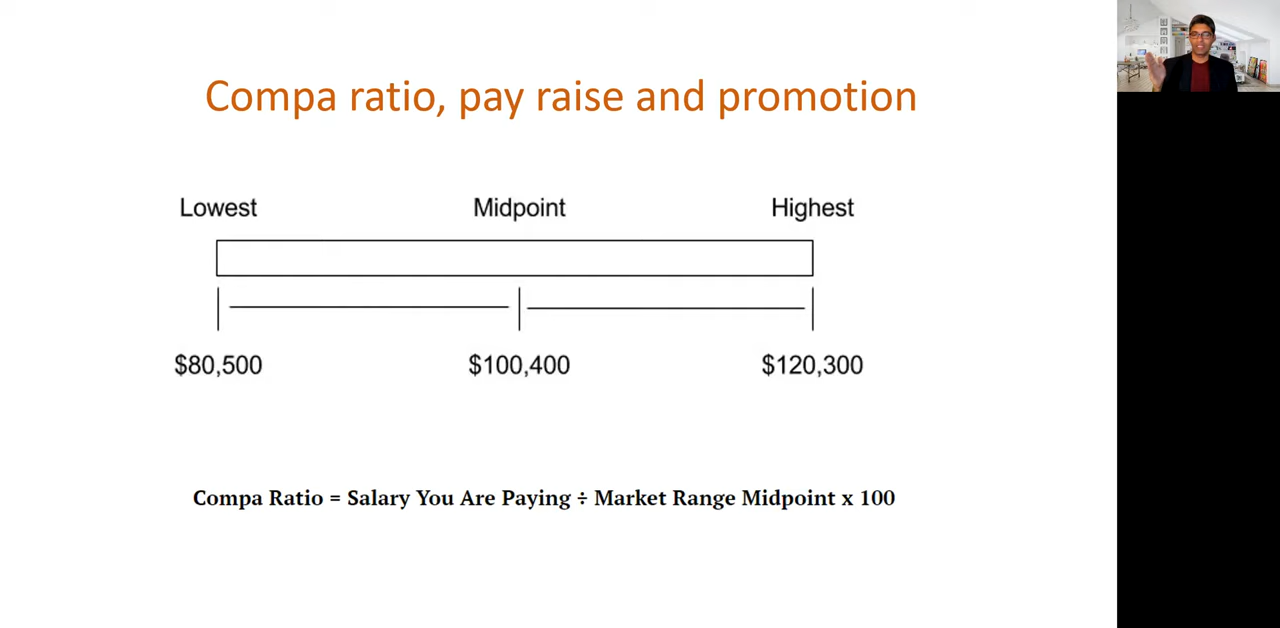 Compa ratio, pay raise and promotion
Lowest Midpoint Highest
$80,500 $100,400 $120,300
Compa Ratio = Salary You Are Paying ÷ Market Range Midpoint x 100